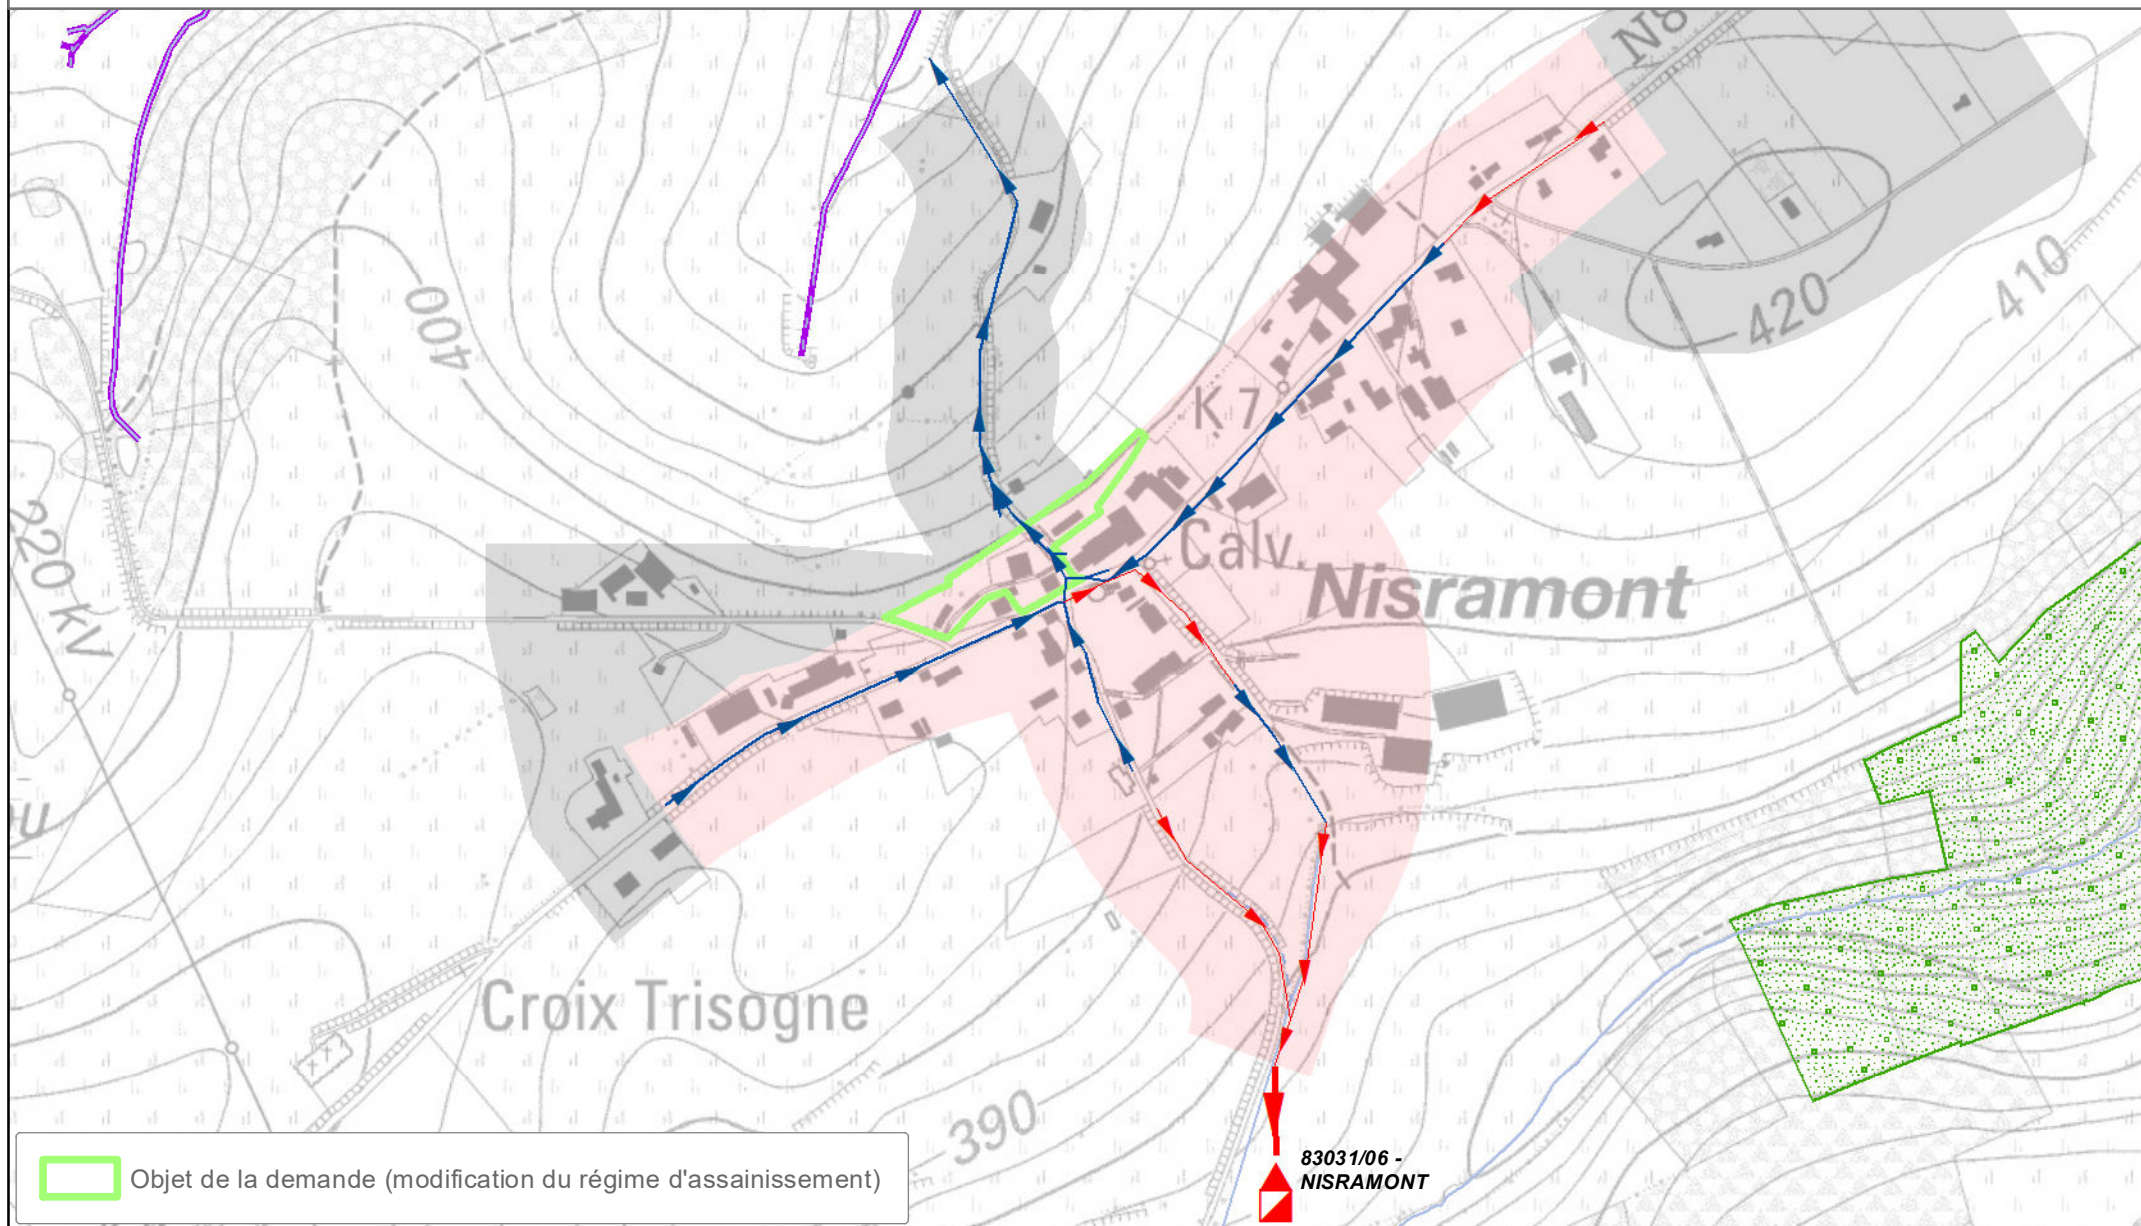 N8
420
410
400
K 7
220 kV
Calv.
Nisramont
Croix Trisogne
390
83031/06 -
NISRAMONT
Objet de la demande (modification du régime d'assainissement)